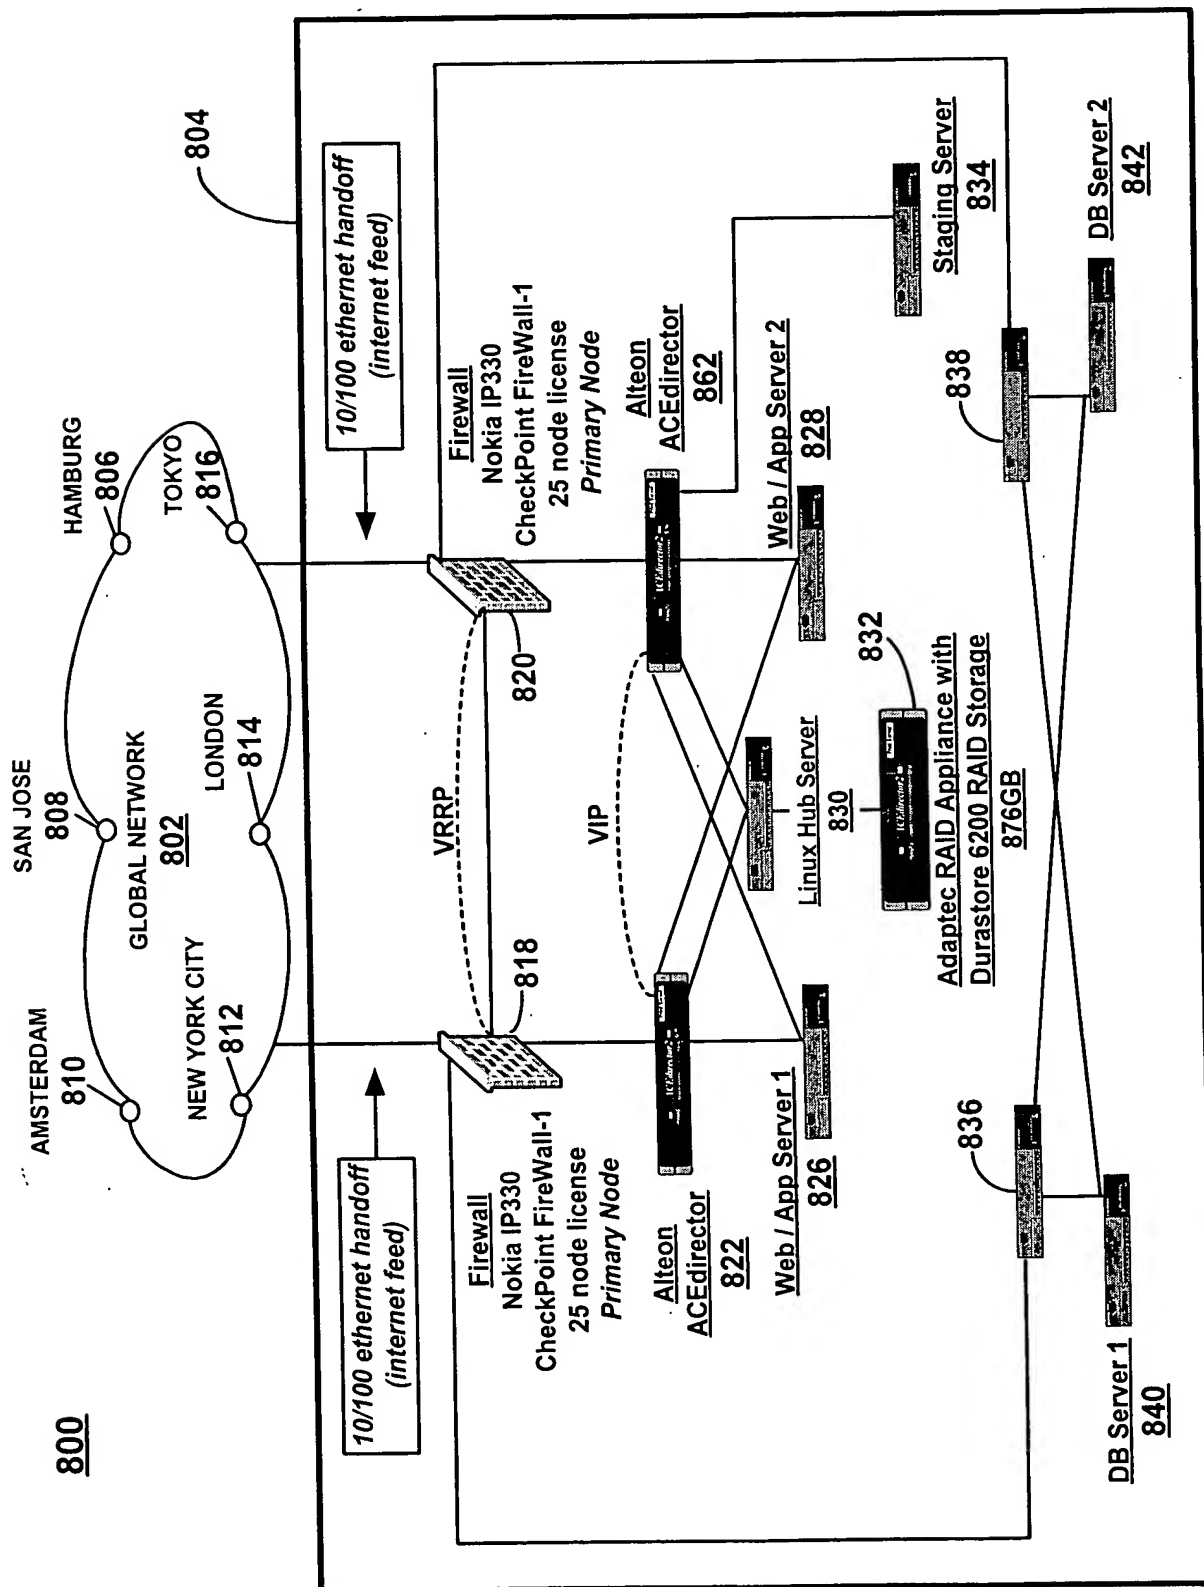 800
AMSTERDAM
810
SAN JOSE
808
HAMBURG
806
GLOBAL NETWORK
802
NEW YORK CITY
812
LONDON
814
TOKYO
816
804
10/100 ethernet handoff
(internet feed)
10/100 ethernet handoff
(internet feed)
VRRP
818
820
Firewall
Nokia IP330
CheckPoint FireWall-1
25 node license
Primary Node
Firewall
Nokia IP330
CheckPoint FireWall-1
25 node license
Primary Node
VIP
Alteon
ACEdirector
822
Alteon
ACEdirector
862
Web / App Server 1
826
Linux Hub Server
830
Web / App Server 2
828
832
Adaptec RAID Appliance with
Durastore 6200 RAID Storage
876GB
Staging Server
834
836
838
DB Server 1
840
DB Server 2
842